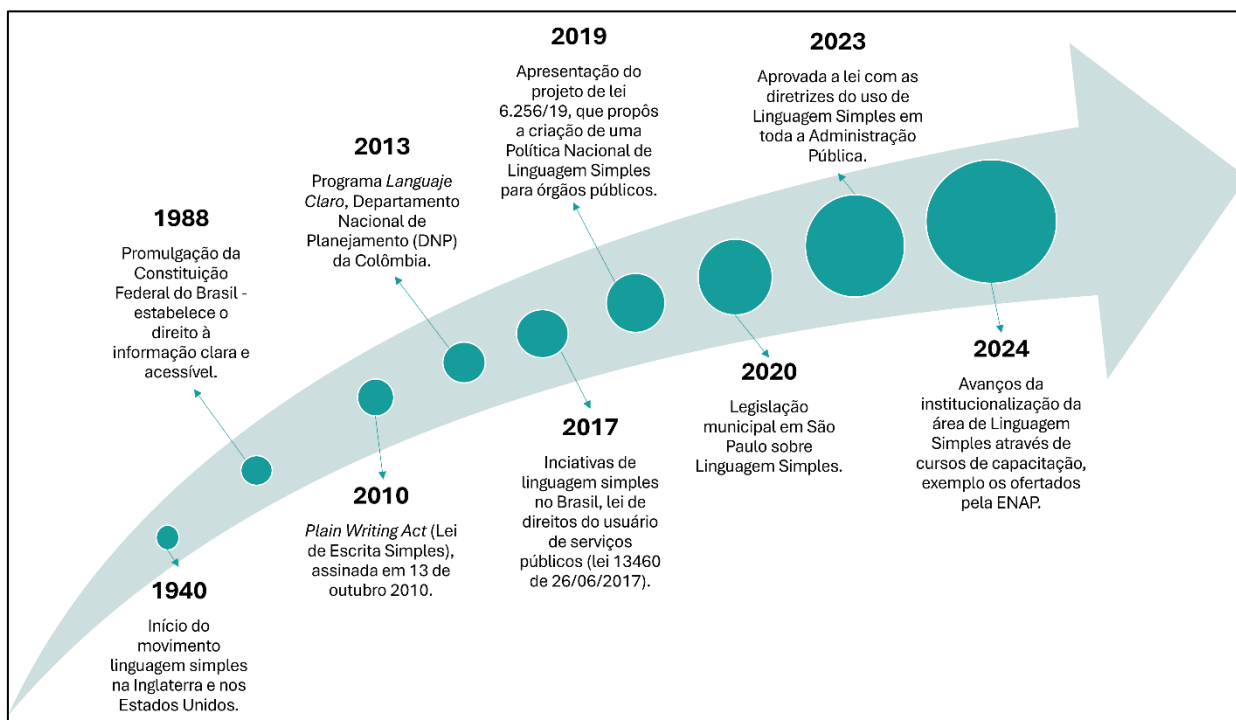 1940
Início do
movimento
linguagem simples
na Inglaterra e nos
Estados Unidos.
1988
Promulgação da
Constituição
Federal do Brasil -
estabelece o
direito à
informação clara e
acessível.
2010
Plain Writing Act (Lei
de Escrita Simples),
assinada em 13 de
outubro 2010.
2013
Programa Languaje
Claro, Departamento
Nacional de
Planejamento (DNP)
da Colômbia.
2017
Inciativas de
linguagem simples
no Brasil, lei de
direitos do usuário
de serviços
públicos (lei 13460
de 26/06/2017).
2019
Apresentação do
projeto de lei
6.256/19, que propôs
a criação de uma
Política Nacional de
Linguagem Simples
para órgãos públicos.
2020
Legislação
municipal em São
Paulo sobre
Linguagem Simples.
2023
Aprovada a lei com as
diretrizes do uso de
Linguagem Simples em
toda a Administração
Pública.
2024
Avanços da
institucionalização da
área de Linguagem
Simples através de
cursos de capacitação,
exemplo os ofertados
pela ENAP.